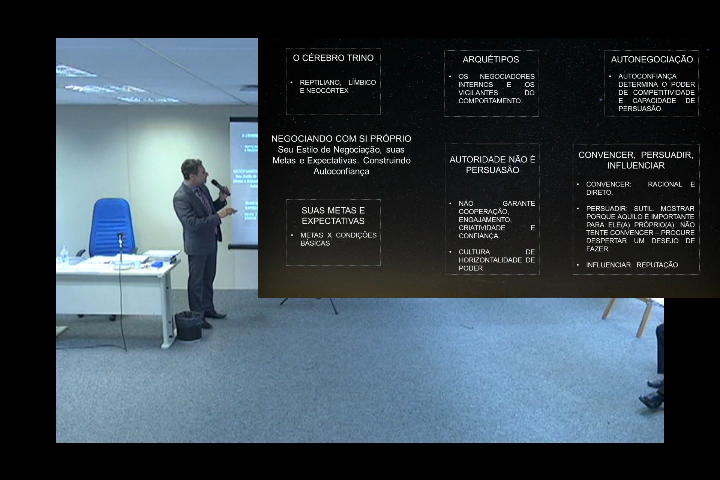 O CÉREBRO TRINO
• REPTILIANO, LÍMBICO
E NEOCÓRTEX
NEGOCIANDO COM SI PRÓPRIO
Seu Estilo de Negociação, suas
Metas e Expectativas. Construindo
Autoconfiança
SUAS METAS E
EXPECTATIVAS
• METAS X CONDIÇÕES
BÁSICAS
ARQUÉTIPOS
• OS NEGOCIADORES
INTERNOS E OS
VIGILANTES DO
COMPORTAMENTO.
AUTORIDADE NÃO É
PERSUASÃO
• NÃO GARANTE
COOPERAÇÃO,
ENGAJAMENTO,
CRIATIVIDADE E
CONFIANÇA.
• CULTURA DE
HORIZONTALIDADE DE
PODER
AUTONEGOCIAÇÃO
• AUTOCONFIANÇA
DETERMINA O PODER
DE COMPETITIVIDADE
E CAPACIDADE DE
PERSUASÃO.
CONVENCER, PERSUADIR,
INFLUENCIAR
• CONVENCER: RACIONAL E
DIRETO.
• PERSUADIR: SUTIL. MOSTRAR
PORQUE AQUILO É IMPORTANTE
PARA ELE(A) PRÓPRIO(A). NÃO
TENTE CONVENCER – PROCURE
DESPERTAR UM DESEJO DE
FAZER.
• INFLUENCIAR: REPUTAÇÃO